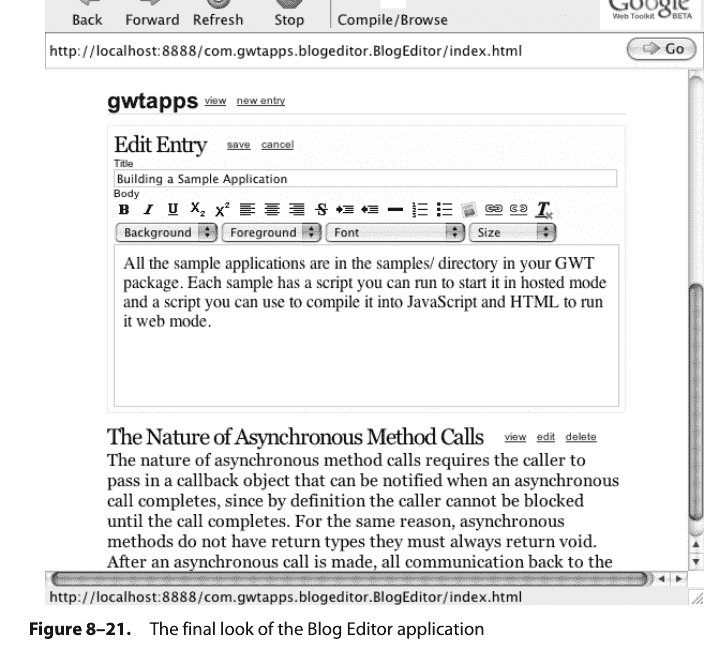 Back Forward Refresh Stop Compile/Browse
Google
Web Toolkit BETA
http://localhost:8888/com.gwtapps.blogeditor.BlogEditor/index.html Go
gwtapps view new entry
Edit Entry save cancel
Title
Building a Sample Application
Body
B I U X2 X2 S T
Background Foreground Font Size
All the sample applications are in the samples/ directory in your GWT
package. Each sample has a script you can run to start it in hosted mode
and a script you can use to compile it into JavaScript and HTML to run
it web mode.
The Nature of Asynchronous Method Calls view edit delete
The nature of asynchronous method calls requires the caller to
pass in a callback object that can be notified when an asynchronous
call completes, since by definition the caller cannot be blocked
until the call completes. For the same reason, asynchronous
methods do not have return types they must always return void.
After an asynchronous call is made, all communication back to the
http://localhost:8888/com.gwtapps.blogeditor.BlogEditor/index.html
Figure 8–21. The final look of the Blog Editor application